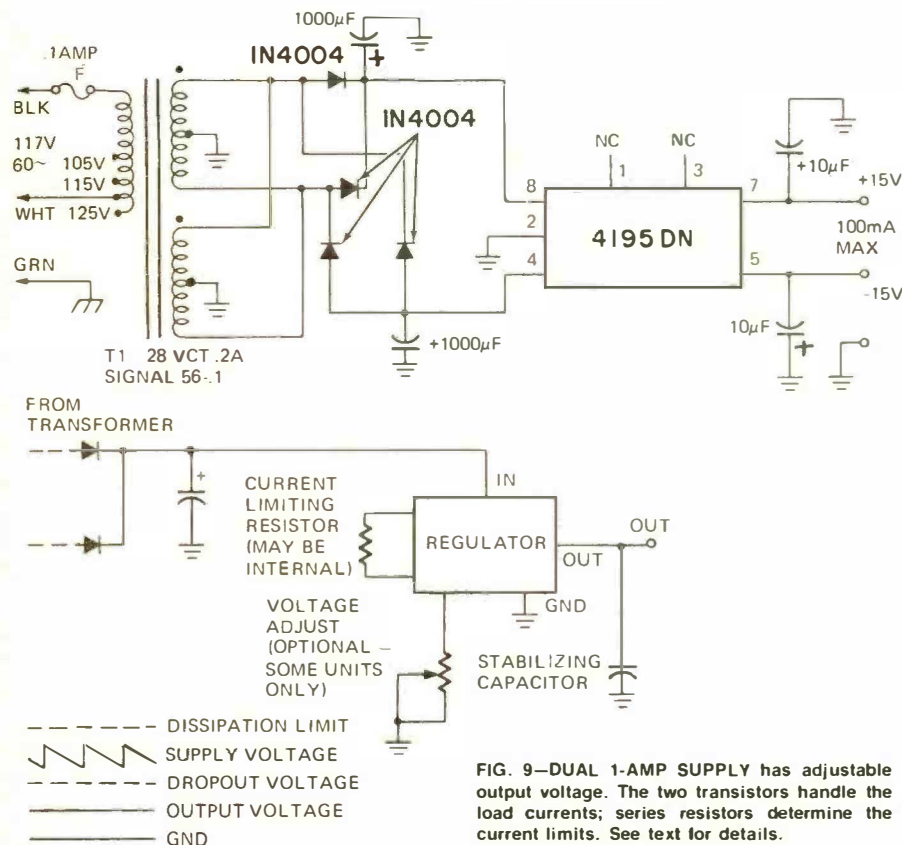 1000µF
+
IN4004
.1AMP
F
BLK
IN4004
117V
60~
105V
115V
WHT 125V
GRN
NC
1
NC
3
8
2
4
4195DN
7
5
+10µF
+15V
100mA
MAX
-15V
10µF
+
+1000µF
T1 28 VCT .2A
SIGNAL 56-.1
FROM
TRANSFORMER
+
CURRENT
LIMITING
RESISTOR
(MAY BE
INTERNAL)
IN
REGULATOR
OUT
OUT
GND
VOLTAGE
ADJUST
(OPTIONAL –
SOME UNITS
ONLY)
STABILIZING
CAPACITOR
DISSIPATION LIMIT
SUPPLY VOLTAGE
DROPOUT VOLTAGE
OUTPUT VOLTAGE
GND
FIG. 9—DUAL 1-AMP SUPPLY has adjustable
output voltage. The two transistors handle the
load currents; series resistors determine the
current limits. See text for details.